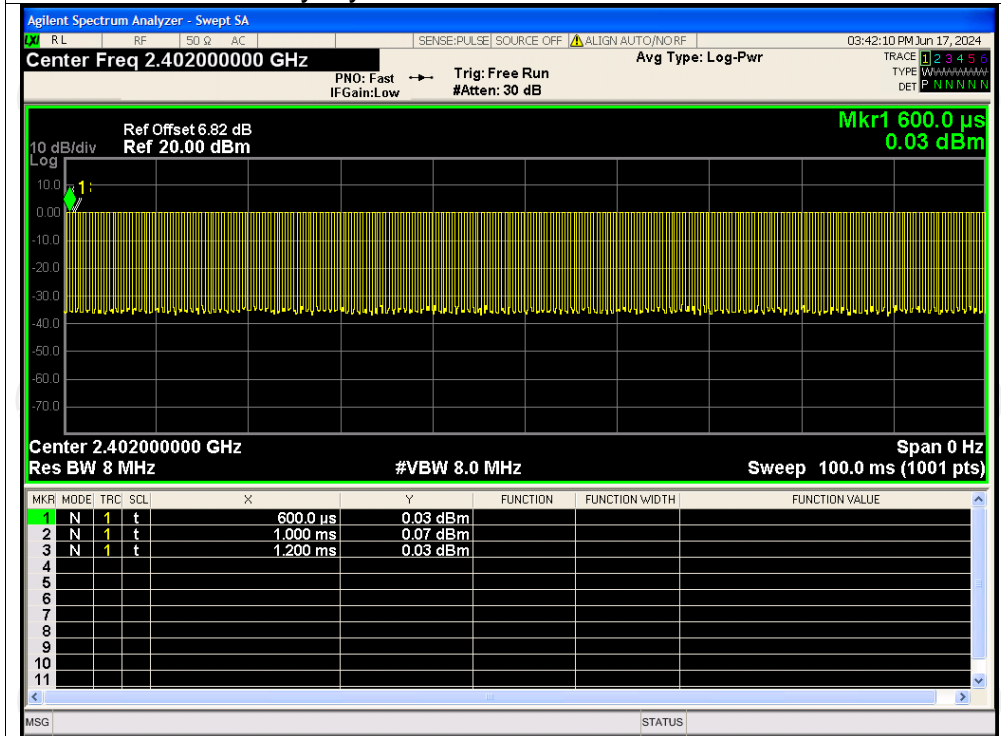 Agilent Spectrum Analyzer - Swept SA
LXI RL RF 50 Ω AC SENSE:PULSE SOURCE OFF ALIGN AUTO/NO RF 03:42:10 PM Jun 17, 2024
Center Freq 2.402000000 GHz Avg Type: Log-Pwr TRACE 1 2 3 4 5 6
PNO: Fast Trig: Free Run TYPE WWWWWW
IFGain:Low #Atten: 30 dB DET P N N N N N
Mkr1 600.0 µs
Ref Offset 6.82 dB 0.03 dBm
10 dB/div Ref 20.00 dBm
Log
10.0 1
0.00
-10.0
-20.0
-30.0
-40.0
-50.0
-60.0
-70.0
Center 2.402000000 GHz Span 0 Hz
Res BW 8 MHz #VBW 8.0 MHz Sweep 100.0 ms (1001 pts)
MKR MODE TRC SCL X Y FUNCTION FUNCTION WIDTH FUNCTION VALUE
1 N 1 t 600.0 µs 0.03 dBm
2 N 1 t 1.000 ms 0.07 dBm
3 N 1 t 1.200 ms 0.03 dBm
4
5
6
7
8
9
10
11
MSG STATUS